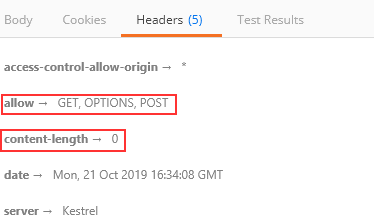 Body Cookies Headers (5) Test Results
access-control-allow-origin → *
allow → GET, OPTIONS, POST
content-length → 0
date → Mon, 21 Oct 2019 16:34:08 GMT
server → Kestrel